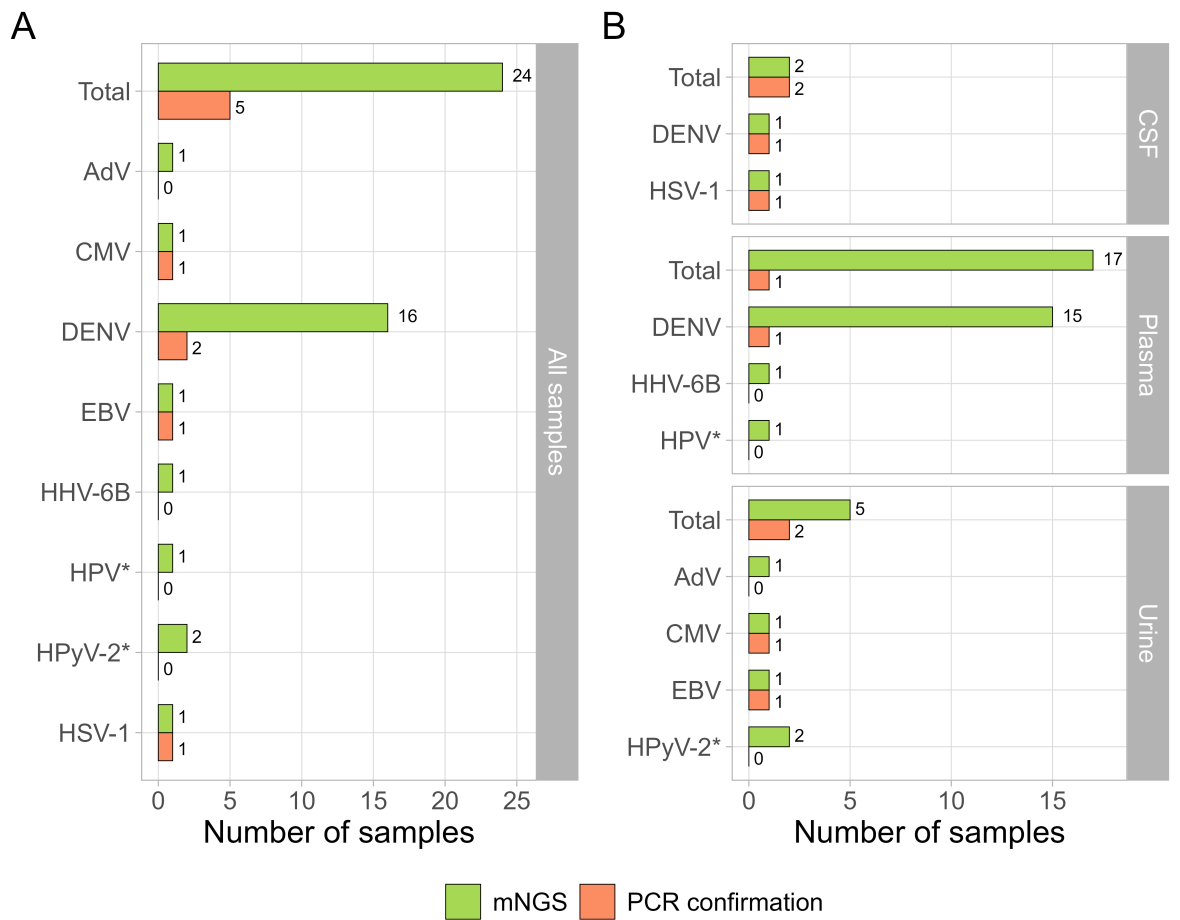 A
Total
24
5
AdV
1
0
CMV
1
1
DENV
16
2
EBV
1
1
HHV-6B
1
0
HPV*
1
0
HPyV-2*
2
0
HSV-1
1
1
All samples
0 5 10 15 20 25
Number of samples
B
Total
2
2
DENV
1
1
HSV-1
1
1
CSF
Total
17
1
DENV
15
1
HHV-6B
1
0
HPV*
1
0
Plasma
Total
5
2
AdV
1
0
CMV
1
1
EBV
1
1
HPyV-2*
2
0
Urine
0 5 10 15
Number of samples
mNGS PCR confirmation